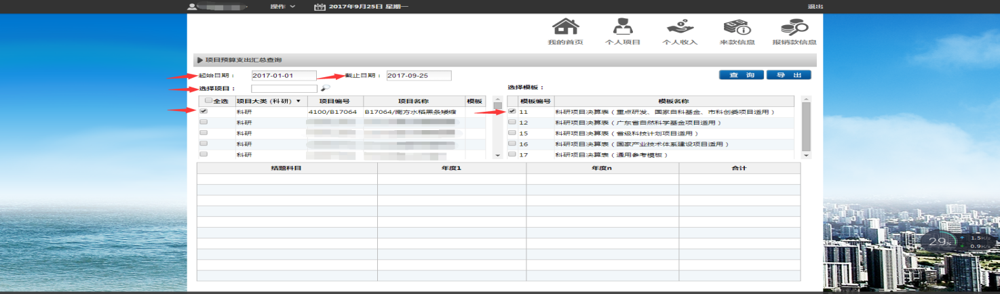 操作 2017年9月25日 星期一 退出
我的首页 个人项目 个人收入 来款信息 报销款信息
项目预算支出汇总查询
起始日期： 2017-01-01 截止日期： 2017-09-25 查 询 导 出
选择项目： 选择模板：
全选 项目大类 (科研) 项目编号 项目名称 模板 模板编号 模板名称
科研 4100/B17064 B17064/南方水稻黑条矮缩 11 科研项目决算表（重点研发、国家自科基金、市科创委项目适用）
科研 12 科研项目决算表（广东省自然科学基金项目适用）
科研 15 科研项目决算表（省级科技计划项目适用）
科研 16 科研项目决算表（国家产业技术体系建设项目适用）
科研 17 科研项目决算表（通用参考模板）
结题科目 年度1 年度n 合计
29% 1.5K/s
0.9K/s